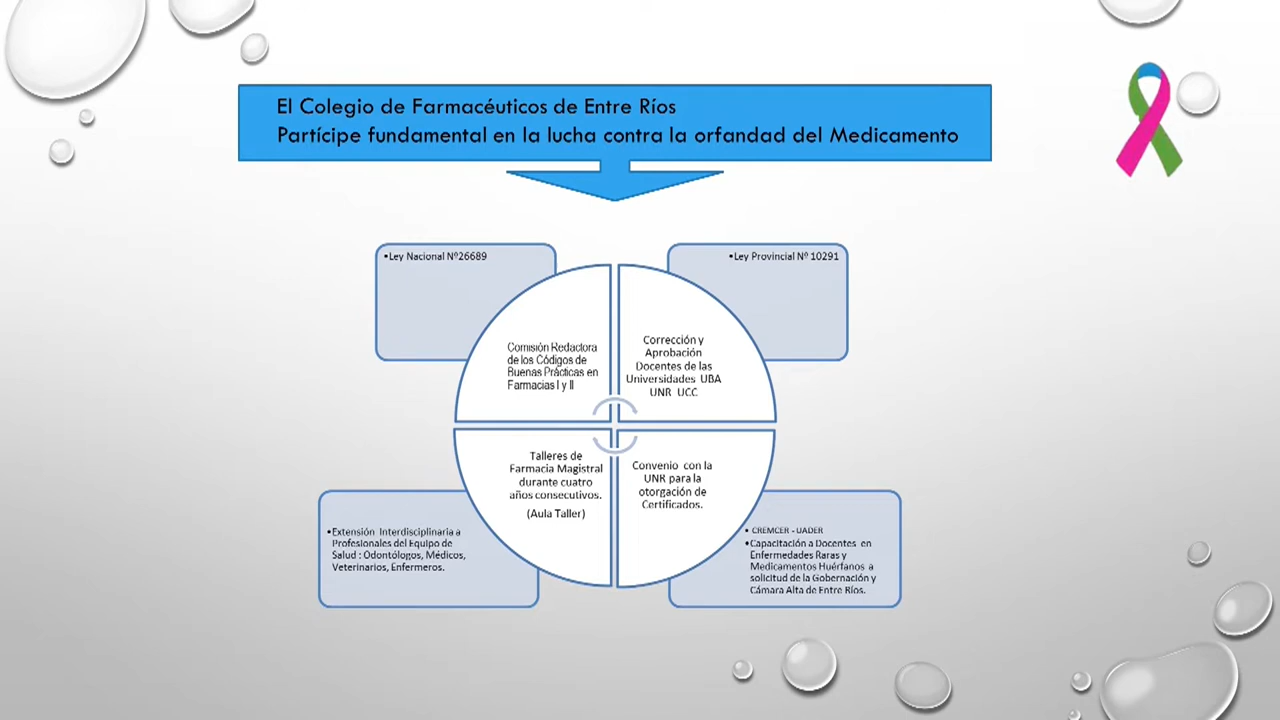 El Colegio de Farmacéuticos de Entre Ríos
Partícipe fundamental en la lucha contra la orfandad del Medicamento
•Ley Nacional Nº26689
•Ley Provincial Nº 10291
Comisión Redactora
de los Códigos de
Buenas Prácticas en
Farmacias I y II
Corrección y
Aprobación
Docentes de las
Universidades UBA
UNR UCC
Talleres de
Farmacia Magistral
durante cuatro
años consecutivos.
(Aula Taller)
Convenio con la
UNR para la
otorgación de
Certificados.
•Extensión Interdisciplinaria a
Profesionales del Equipo de
Salud : Odontólogos, Médicos,
Veterinarios, Enfermeros.
• CREMCER - UADER
•Capacitación a Docentes en
Enfermedades Raras y
Medicamentos Huérfanos a
solicitud de la Gobernación y
Cámara Alta de Entre Ríos.